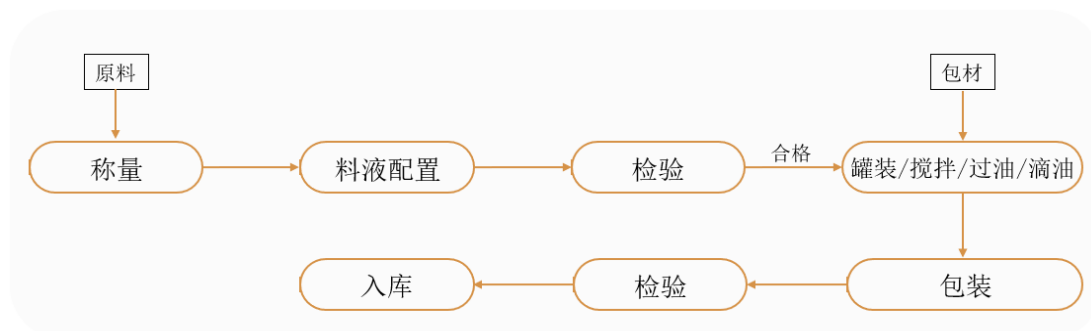 原料
包材
称量
料液配置
检验
合格
罐装/搅拌/过油/滴油
入库
检验
包装